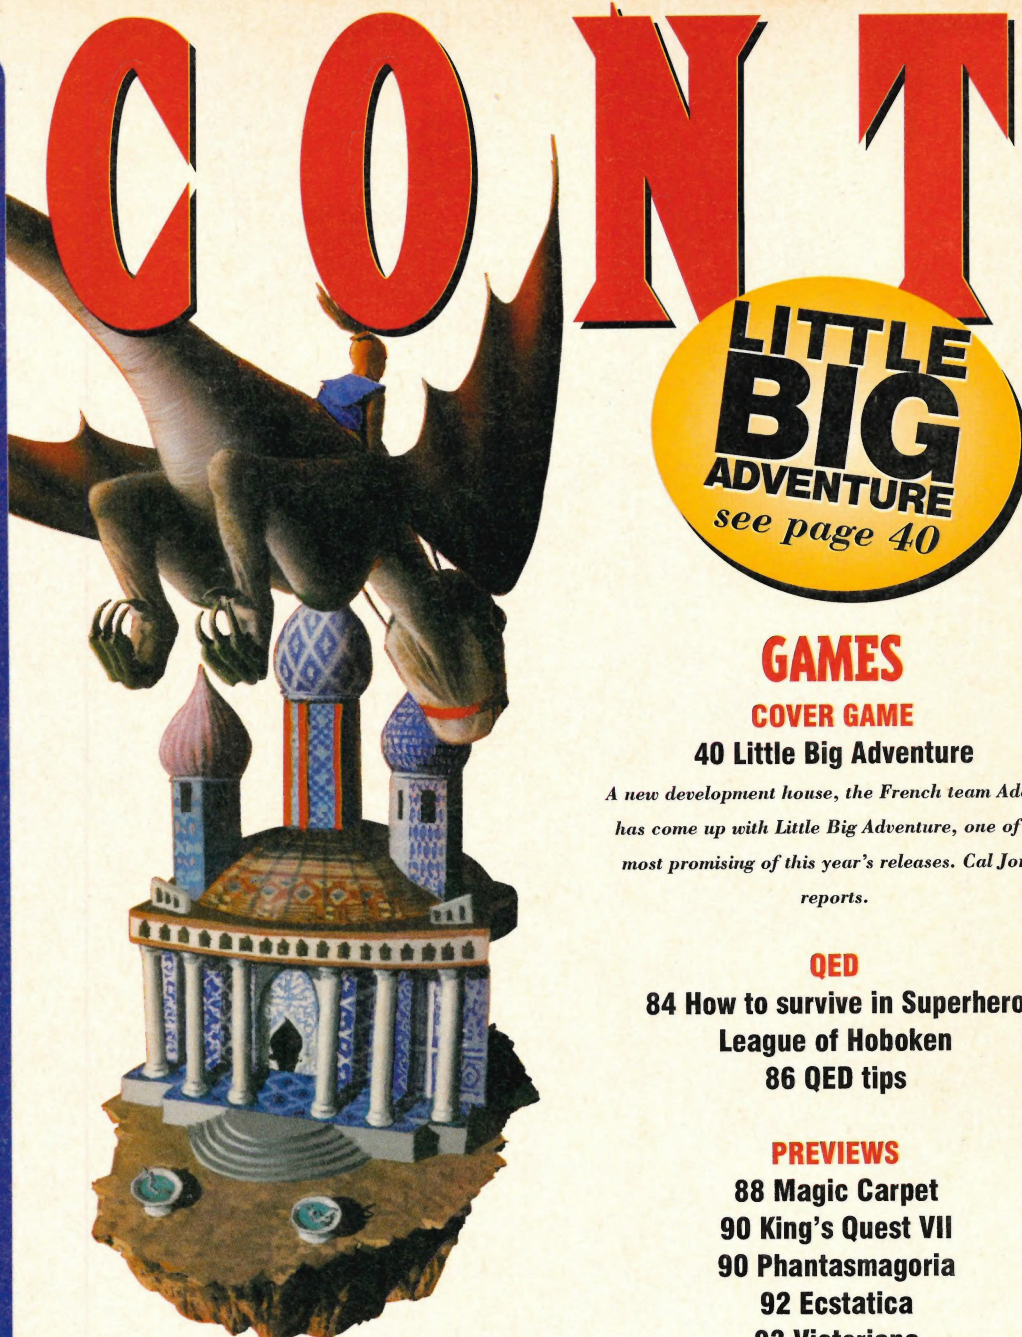 CONT
LITTLE
BIG
ADVENTURE
see page 40
GAMES
COVER GAME
40 Little Big Adventure
A new development house, the French team
has come up with Little Big Adventure, one of
most promising of this year's releases. Cal
reports.
QED
84 How to survive in Superhero
League of Hoboken
86 QED tips
PREVIEWS
88 Magic Carpet
90 King's Quest VII
90 Phantasmagoria
92 Ecstatica